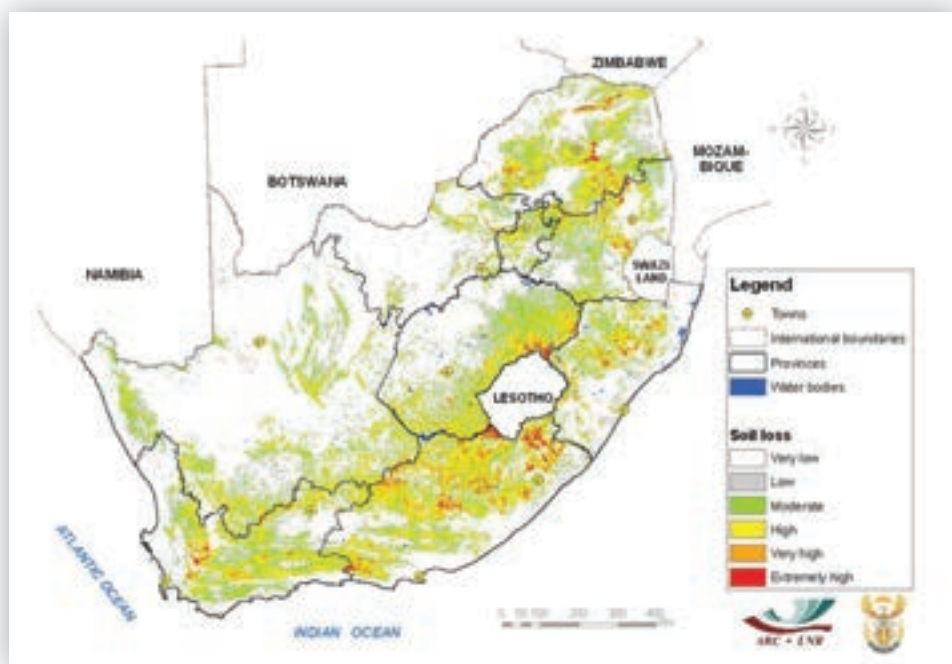 ZIMBABWE
MOZAM-
BIQUE
BOTSWANA
NAMIBIA
SWAZI
LAND
LESOTHO
ATLANTIC OCEAN
INDIAN OCEAN
Legend
Towns
International boundaries
Provinces
Water bodies
Soil loss
Very low
Low
Moderate
High
Very high
Extremely high
ARC • LNR